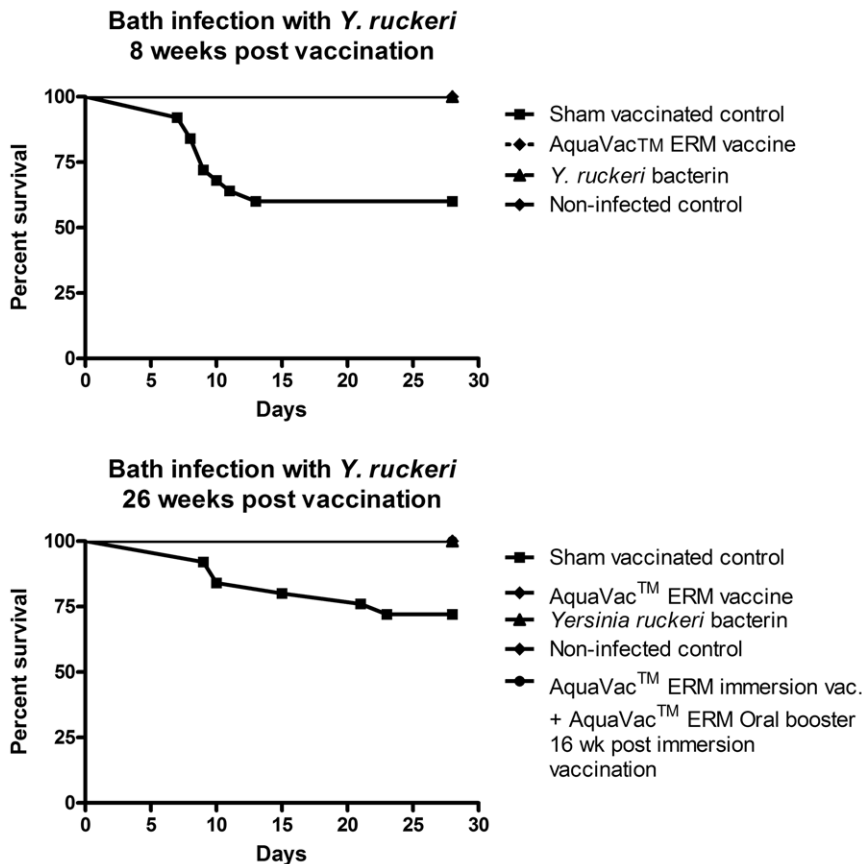 Bath infection with Y. ruckeri
8 weeks post vaccination
100
75
50
25
0
Percent survival
0 5 10 15 20 25 30
Days
Sham vaccinated control
AquaVacTM ERM vaccine
Y. ruckeri bacterin
Non-infected control
Bath infection with Y. ruckeri
26 weeks post vaccination
100
75
50
25
0
Percent survival
0 5 10 15 20 25 30
Days
Sham vaccinated control
AquaVac™ ERM vaccine
Yersinia ruckeri bacterin
Non-infected control
AquaVac™ ERM immersion vac.
+ AquaVac™ ERM Oral booster
16 wk post immersion
vaccination